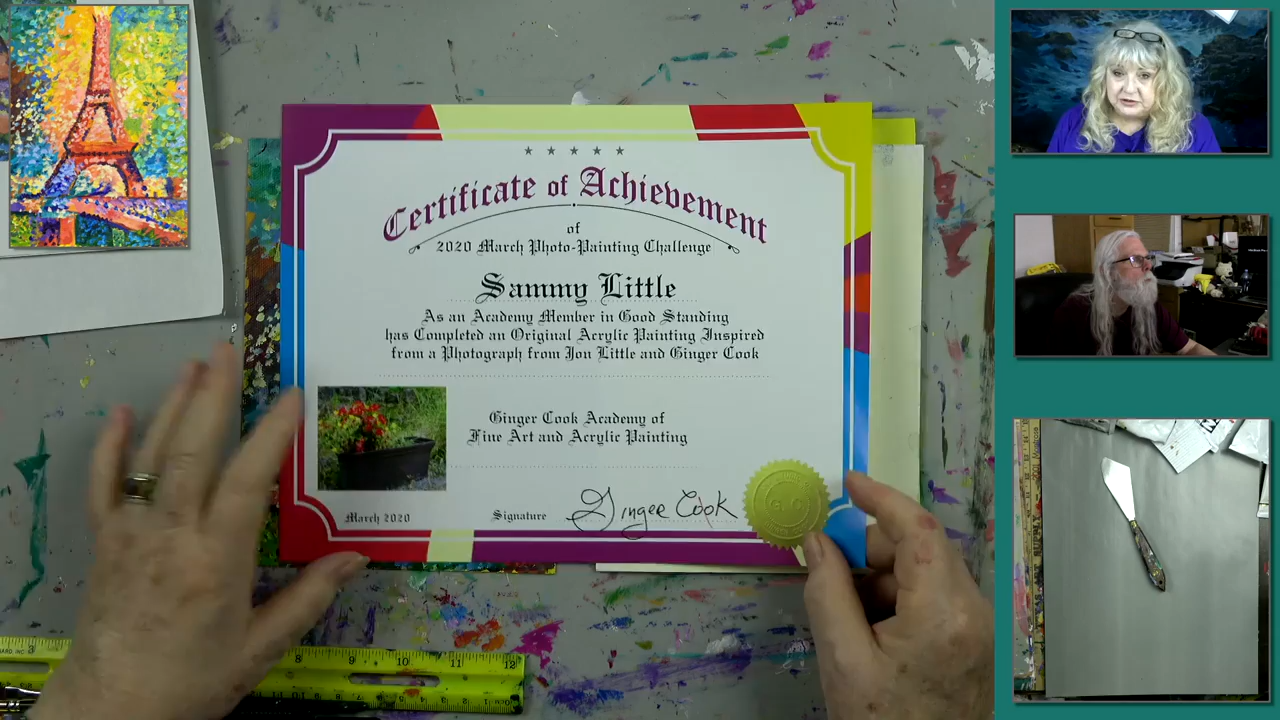 Certificate of Achievement
of
2020 March Photo-Painting Challenge
Sammy Little
As an Academy Member in Good Standing
has Completed an Original Acrylic Painting Inspired
from a Photograph from Jon Little and Ginger Cook
Ginger Cook Academy of
Fine Art and Acrylic Painting
March 2020
Signature
Ginger Cook
3
8 9 10 11 12